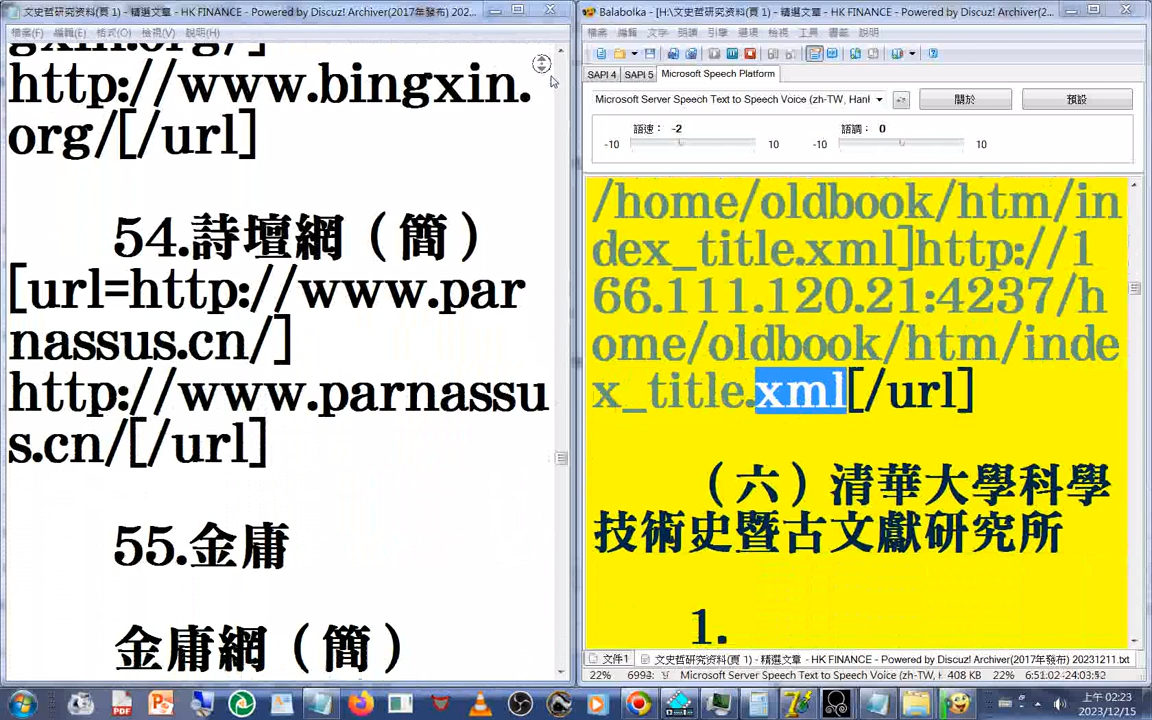 文史哲研究资料(頁 1) - 精選文章 - HK FINANCE - Powered by Discuz! Archiver(2017年發布) 202...
檔案(F) 編輯(E) 格式(O) 檢視(V) 說明(H)
gxin.org/]
http://www.bingxin.
org/[/url]
54.詩壇網（簡）
[url=http://www.par
nassus.cn/]
http://www.parnassu
s.cn/[/url]
55.金庸
金庸網（簡）
Balabolka - [H:\文史哲研究资料(頁 1) - 精選文章 - HK FINANCE - Powered by Discuz! Archiver(2...
檔案 編輯 文字 朗讀 引擎 選項 檢視 工具 書籤 說明
SAPI 4 SAPI 5 Microsoft Speech Platform
Microsoft Server Speech Text to Speech Voice (zh-TW, Hanl
關於
預設
語速： -2
語調： 0
-10 10 -10 10
/home/oldbook/htm/in
dex_title.xml]http://1
66.111.120.21:4237/h
ome/oldbook/htm/inde
x_title.xml[/url]
（六）清華大學科學
技術史暨古文獻研究所
1.
文件1 文史哲研究资料(頁 1) - 精選文章 - HK FINANCE - Powered by Discuz! Archiver(2017年發布) 20231211.txt
22% Microsoft Server Speech Text to Speech Voice 408 KB 22% 6:51:02-24:03:52
上午 02:23
2023/12/15